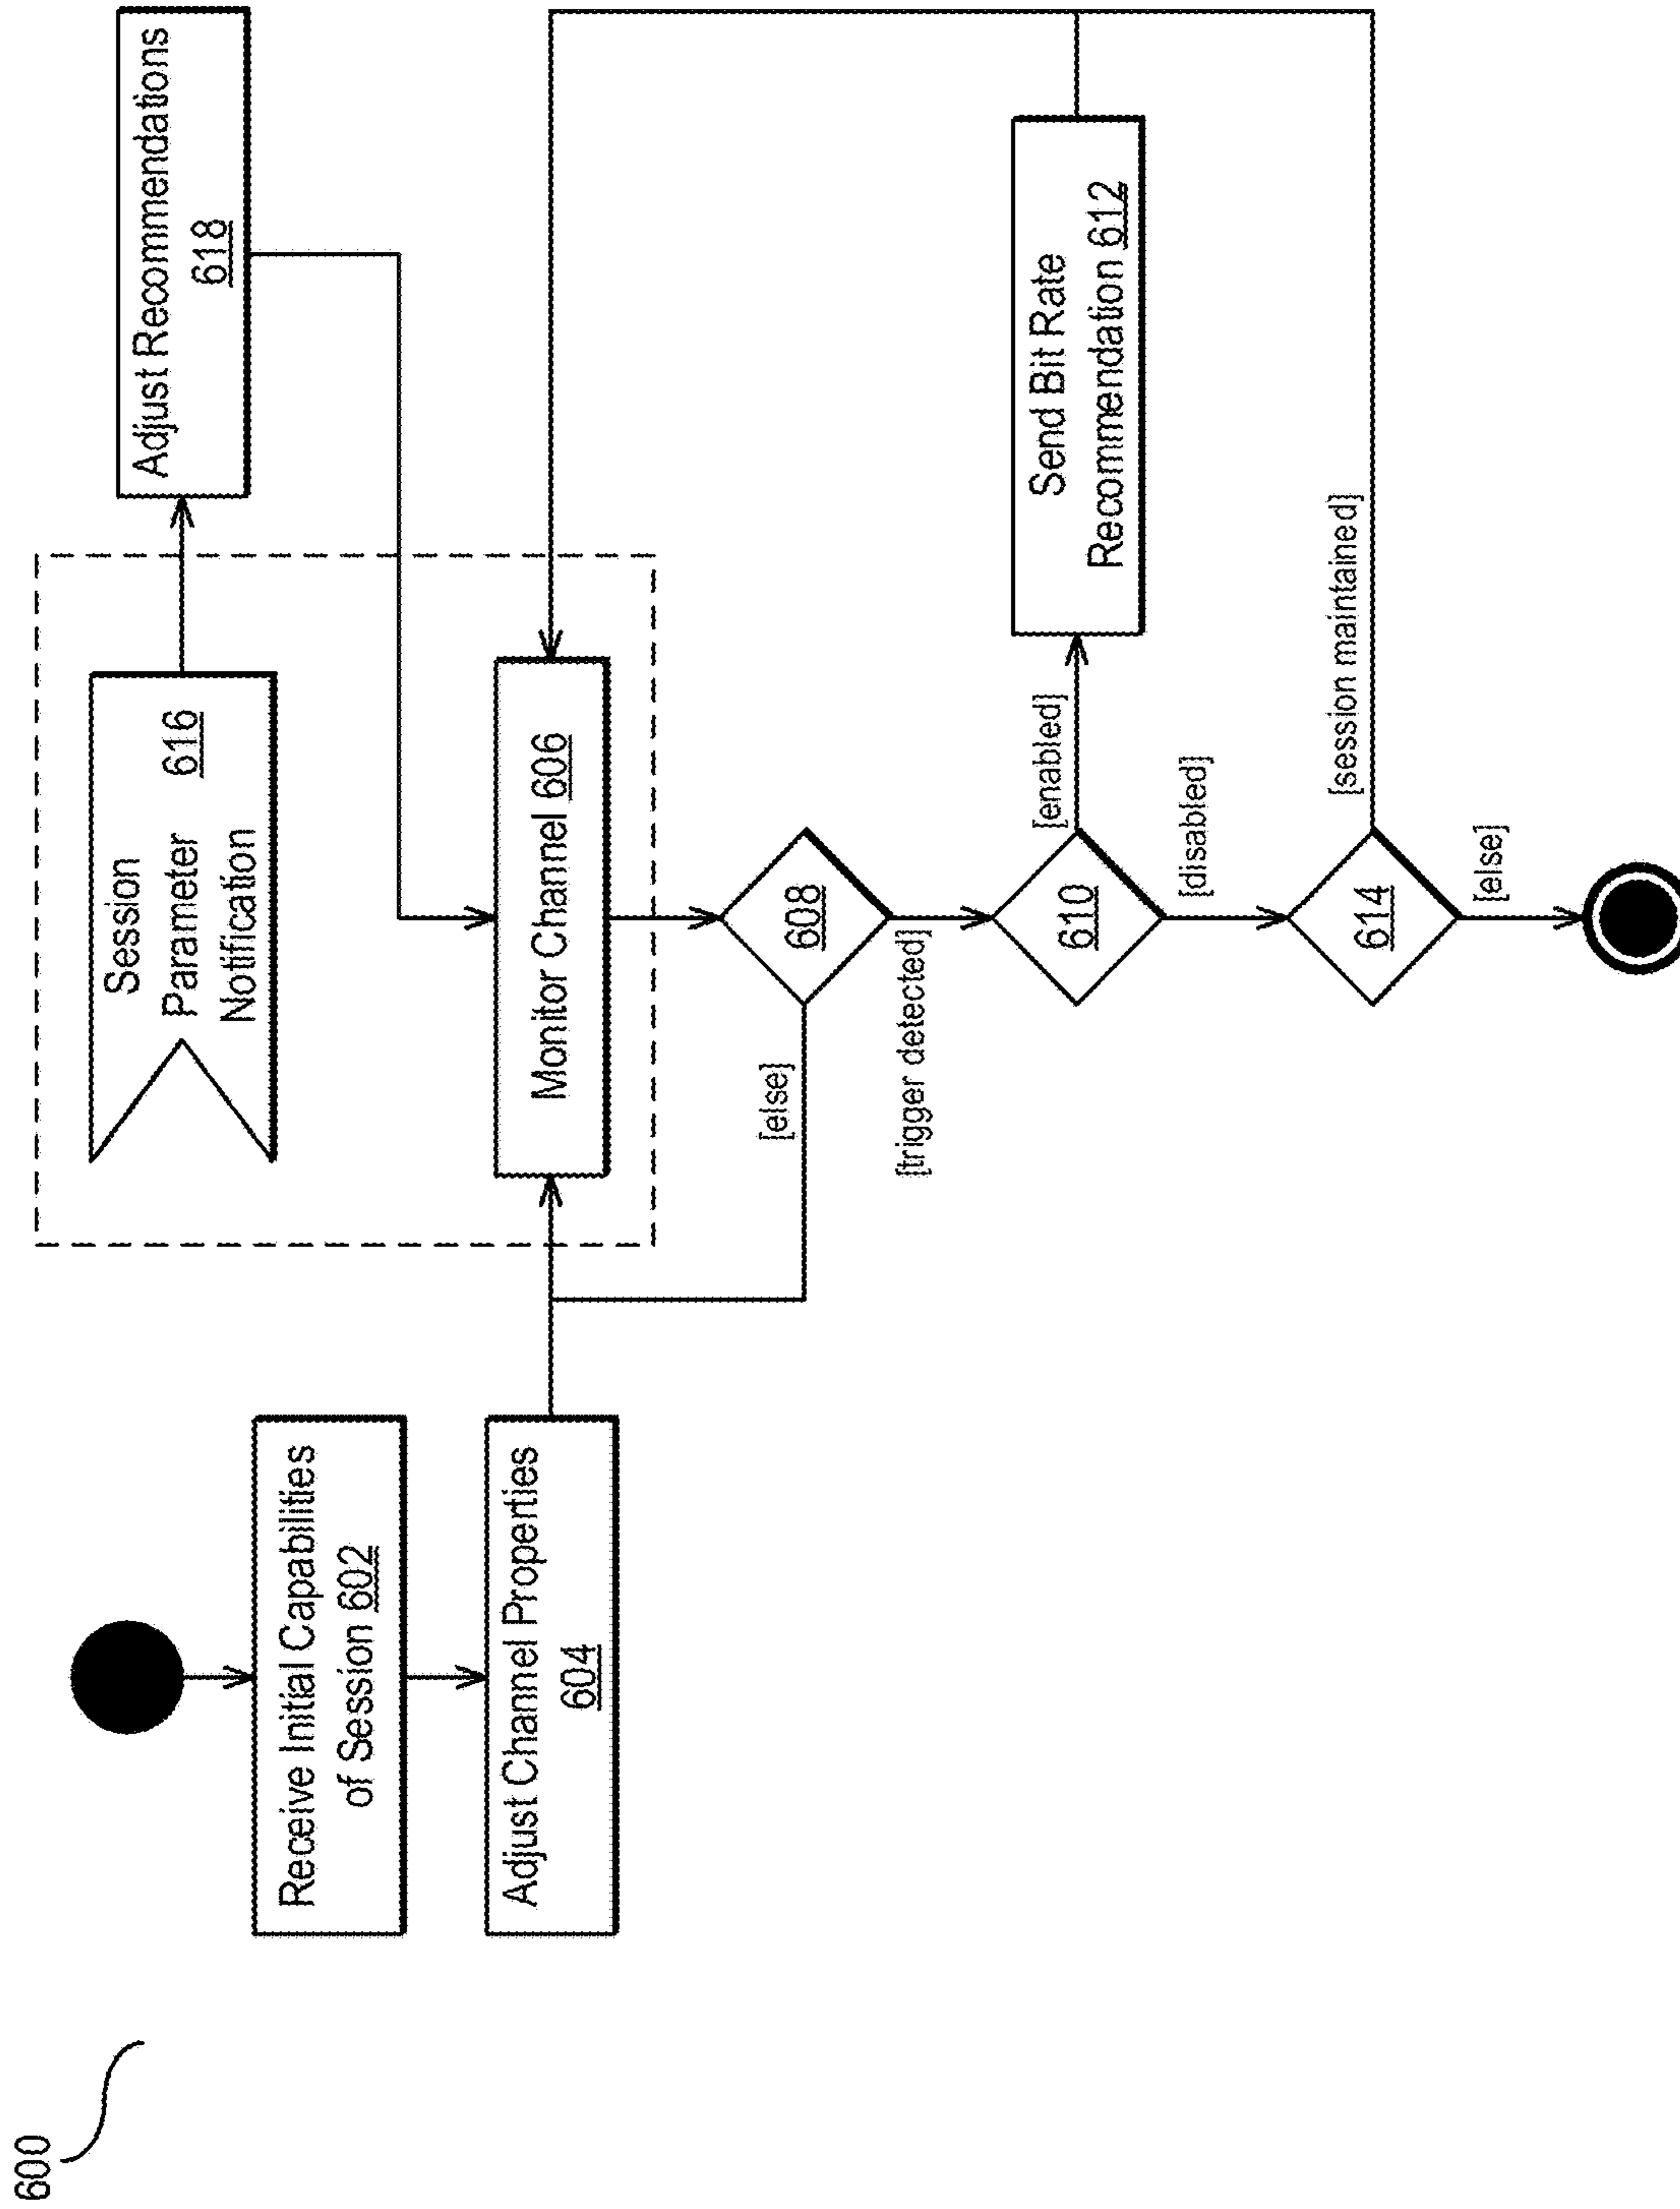 600
Receive Initial Capabilities
of Session 602
Adjust Channel Properties
604
Session
Parameter 616
Notification
Adjust Recommendations
618
Monitor Channel 606
608
[else]
[trigger detected]
610
[enabled]
[disabled]
Send Bit Rate
Recommendation 612
614
[session maintained]
[else]